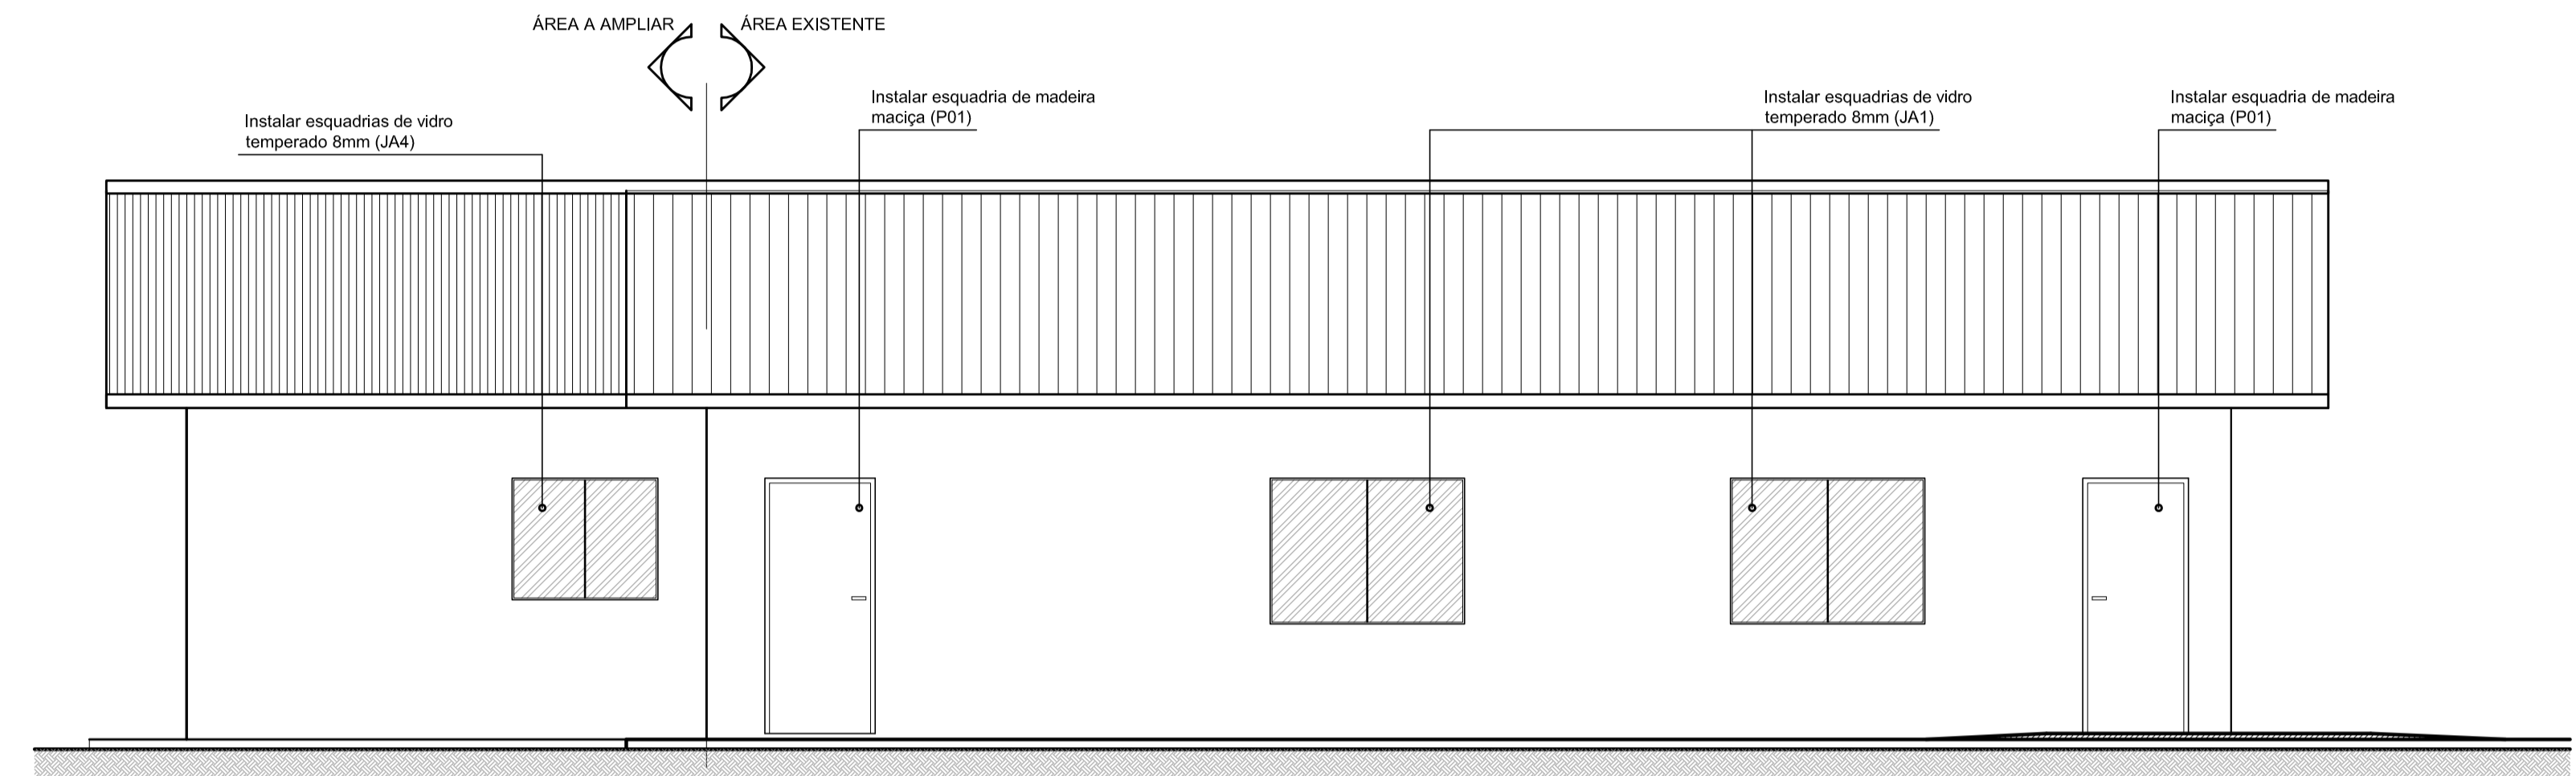 ÁREA A AMPLIAR
ÁREA EXISTENTE
Instalar esquadrias de vidro
temperado 8mm (JA4)
Instalar esquadria de madeira
maciça (P01)
Instalar esquadrias de vidro
temperado 8mm (JA1)
Instalar esquadria de madeira
maciça (P01)